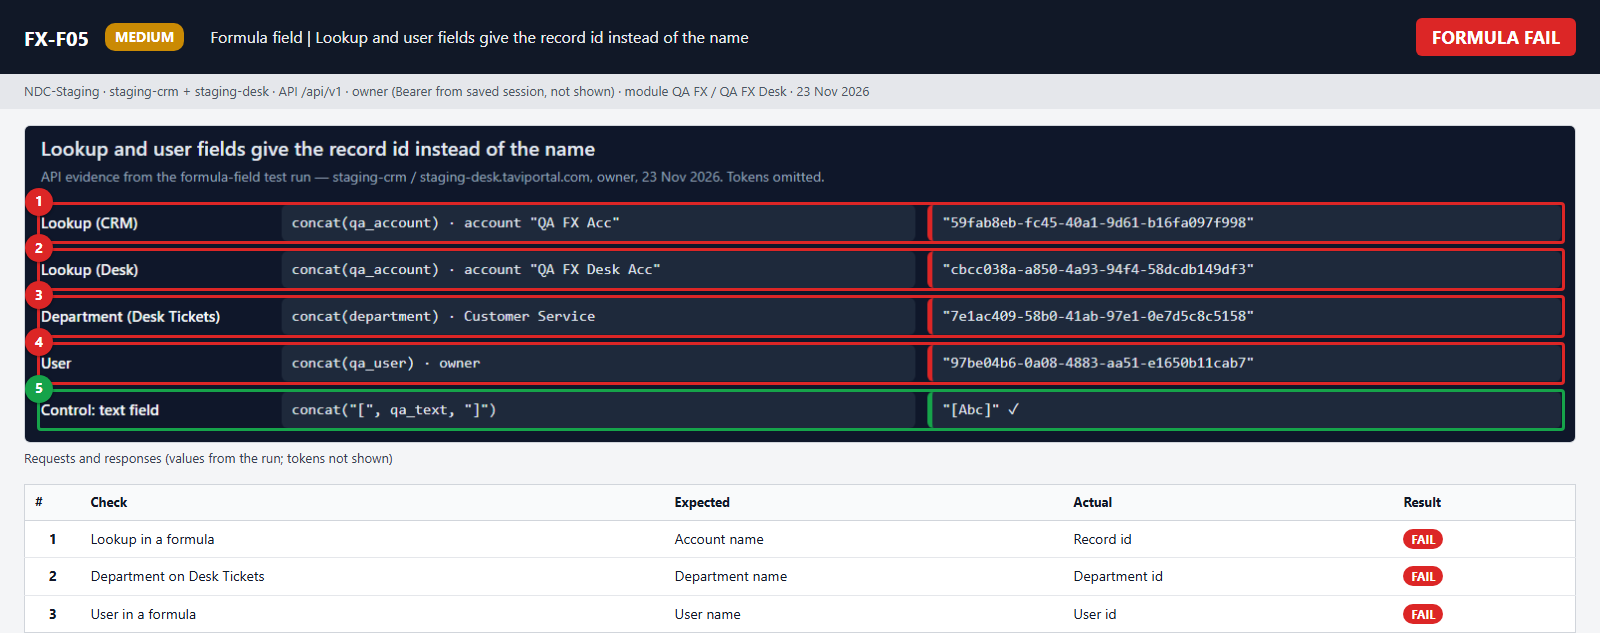 FX-F05 MEDIUM Formula field | Lookup and user fields give the record id instead of the name FORMULA FAIL
NDC-Staging · staging-crm + staging-desk · API /api/v1 · owner (Bearer from saved session, not shown) · module QA FX / QA FX Desk · 23 Nov 2026
Lookup and user fields give the record id instead of the name
API evidence from the formula-field test run — staging-crm / staging-desk.taviportal.com, owner, 23 Nov 2026. Tokens omitted.
1
Lookup (CRM) concat(qa_account) · account "QA FX Acc" "59fab8eb-fc45-40a1-9d61-b16fa097f998"
2
Lookup (Desk) concat(qa_account) · account "QA FX Desk Acc" "cbcc038a-a850-4a93-94f4-58dcdb149df3"
3
Department (Desk Tickets) concat(department) · Customer Service "7e1ac409-58b0-41ab-97e1-0e7d5c8c5158"
4
User concat(qa_user) · owner "97be04b6-0a08-4883-aa51-e1650b11cab7"
5
Control: text field concat("[", qa_text, "]") "[Abc]" ✓
Requests and responses (values from the run; tokens not shown)
# Check Expected Actual Result
1 Lookup in a formula Account name Record id FAIL
2 Department on Desk Tickets Department name Department id FAIL
3 User in a formula User name User id FAIL